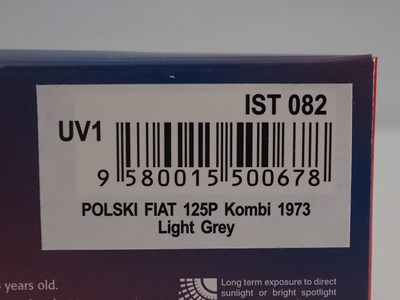 IST 082
UV1
9 580015 500678
POLSKI FIAT 125P Kombi 1973
Light Grey
years old.
Long term exposure to direct
sunlight or bright spotlight